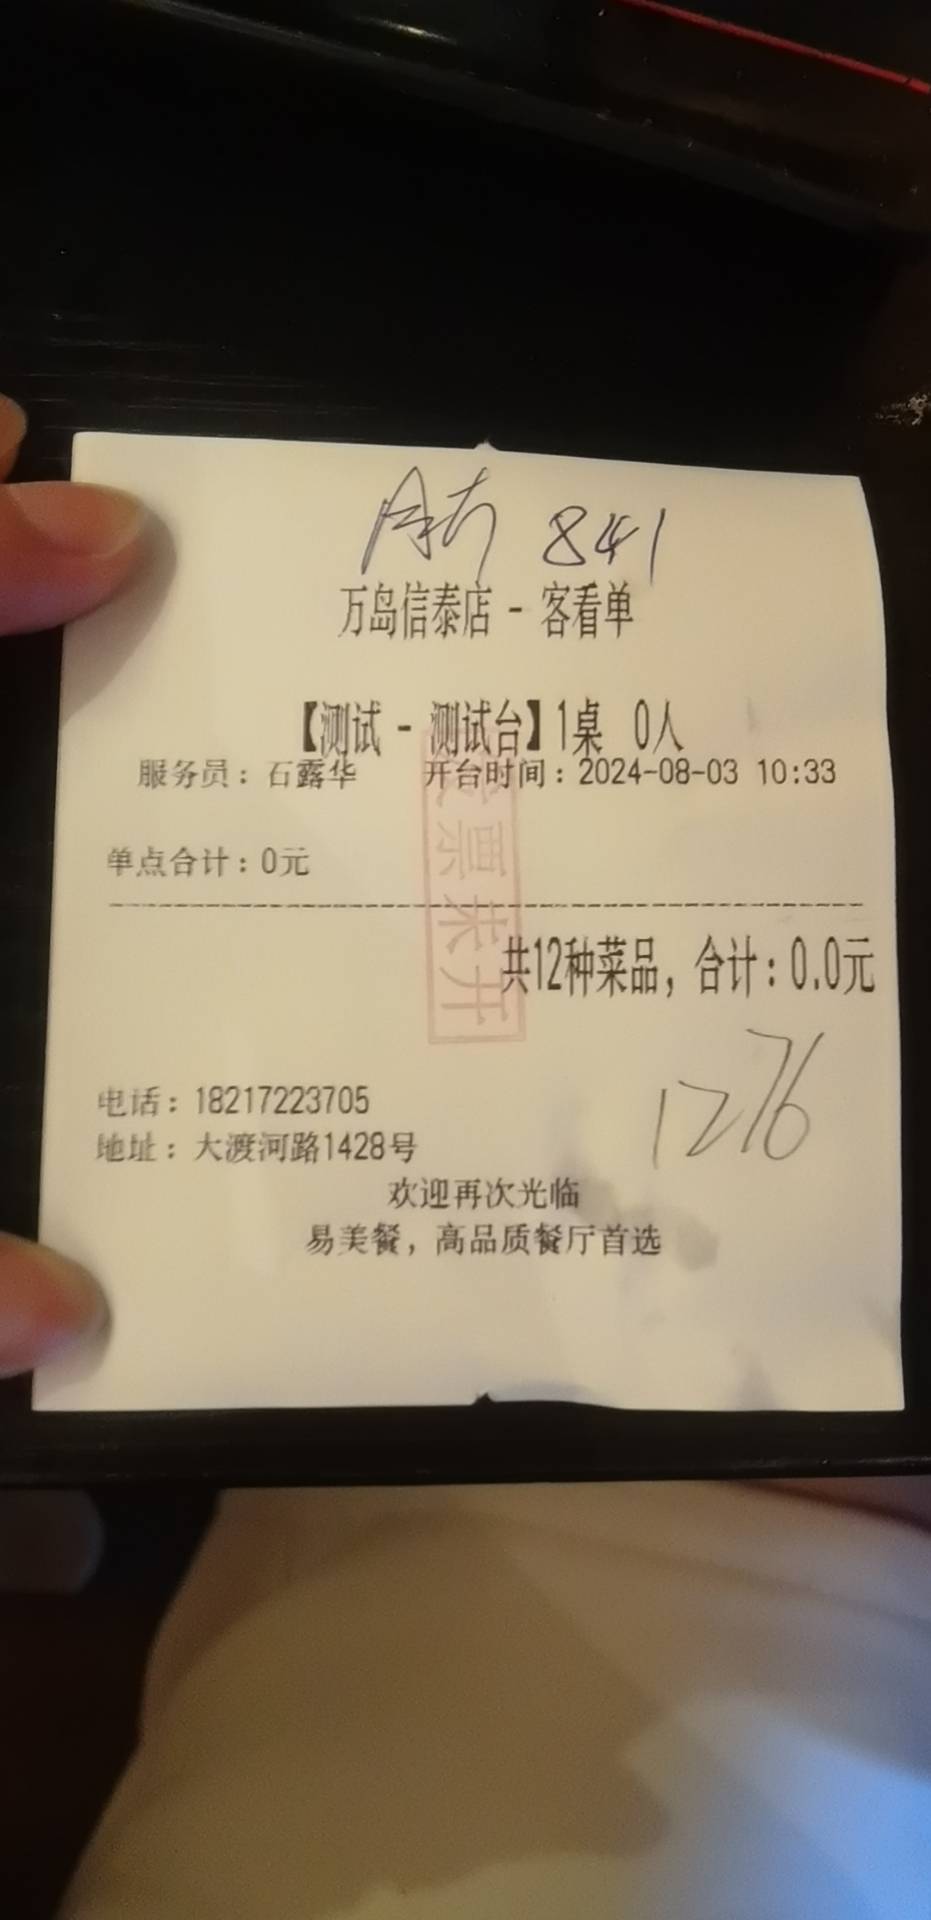 841
万岛信泰店 - 客看单
【测试 - 测试台】1桌 0人
服务员：石露华 开台时间：2024-08-03 10:33
单点合计：0元
发票未开
共12种菜品，合计：0.0元
1276
电话：18217223705
地址：大渡河路1428号
欢迎再次光临
易美餐，高品质餐厅首选